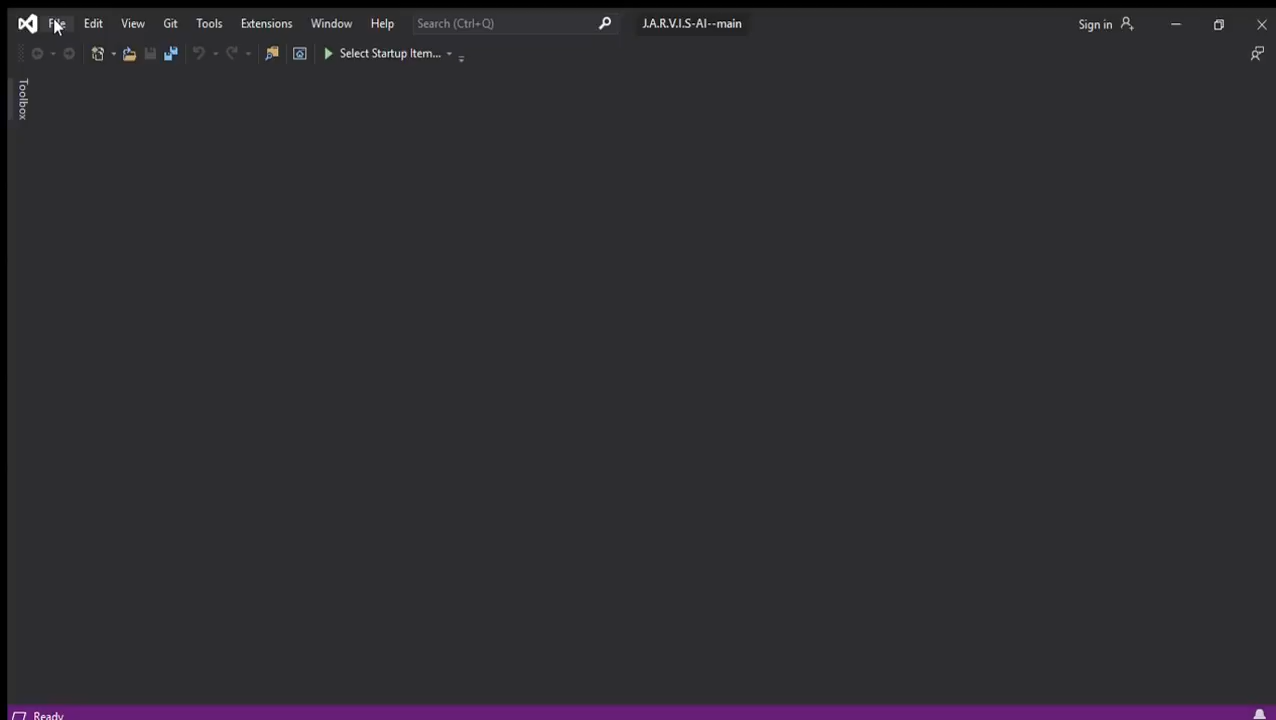 File Edit View Git Tools Extensions Window Help Search (Ctrl+Q) J.A.R.V.I.S-AI--main Sign in
Select Startup Item...
Toolbox
Ready